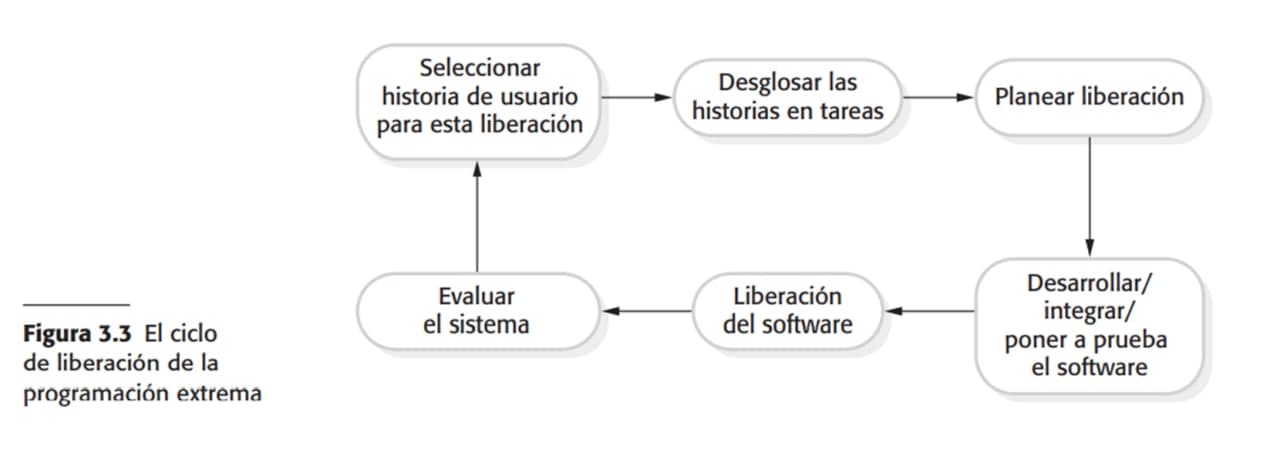 Seleccionar
historia de usuario
para esta liberación
Desglosar las
historias en tareas
Planear liberación
Evaluar
el sistema
Liberación
del software
Desarrollar/
integrar/
poner a prueba
el software
Figura 3.3 El ciclo
de liberación de la
programación extrema